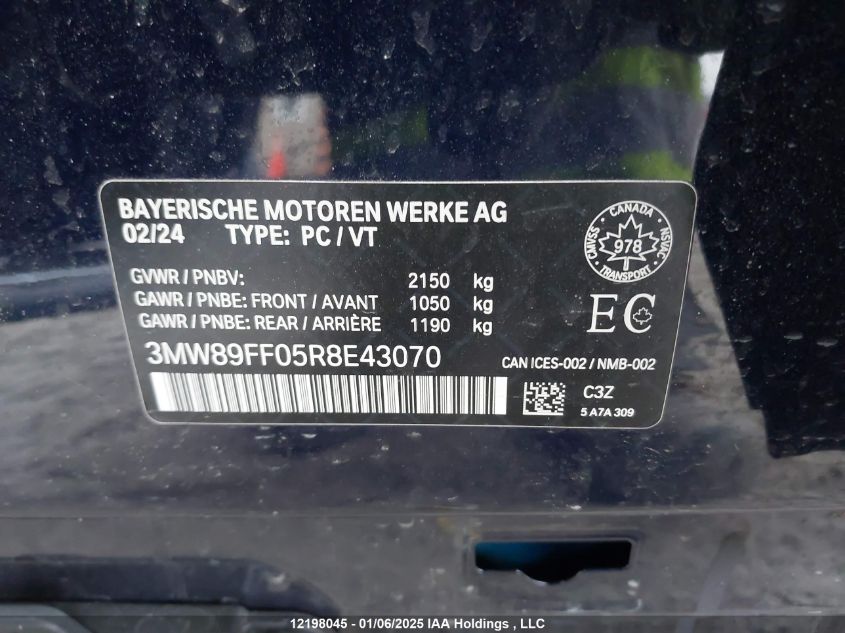 BAYERISCHE MOTOREN WERKE AG
02/24 TYPE: PC / VT
GVWR / PNBV: 2150 kg
GAWR / PNBE: FRONT / AVANT 1050 kg
GAWR / PNBE: REAR / ARRIÈRE 1190 kg
CANADA
CMVSS 978 NSVAC
TRANSPORT
EC
3MW89FF05R8E43070
CAN ICES-002 / NMB-002
C3Z
5 A7A 309
12198045 - 01/06/2025 IAA Holdings , LLC